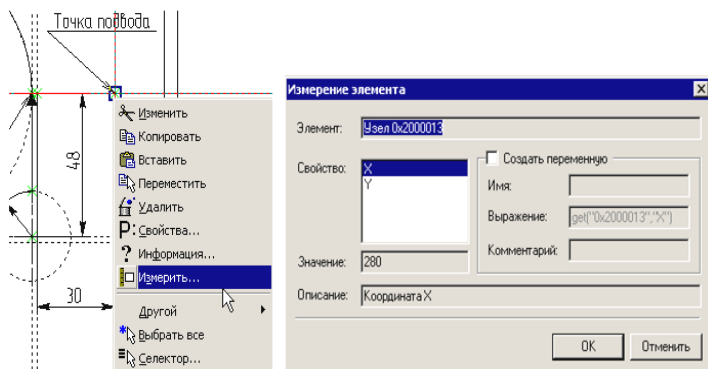 Точка подвода
48
30
Изменить
Копировать
Вставить
Переместить
Удалить
P: Свойства...
? Информация...
Измерить...
Другой
Выбрать все
Селектор...
Измерение элемента
Элемент: Узел 0x2000013
Свойство: X
Y
Создать переменную
Имя:
Выражение: get("0x2000013","X")
Комментарий:
Значение: 280
Описание: Координата X
OK Отменить